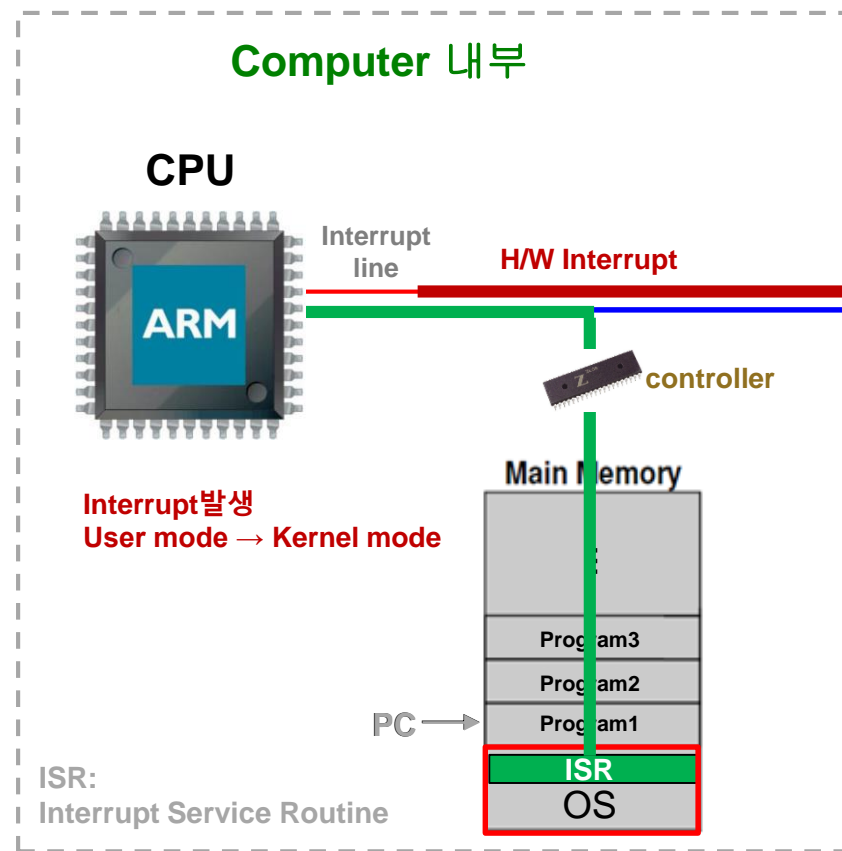 Computer 내부
CPU
Interrupt
line
H/W Interrupt
ARM
Z
controller
Interrupt발생
User mode → Kernel mode
Main Memory
Program3
Program2
PC
Program1
ISR
OS
ISR:
Interrupt Service Routine